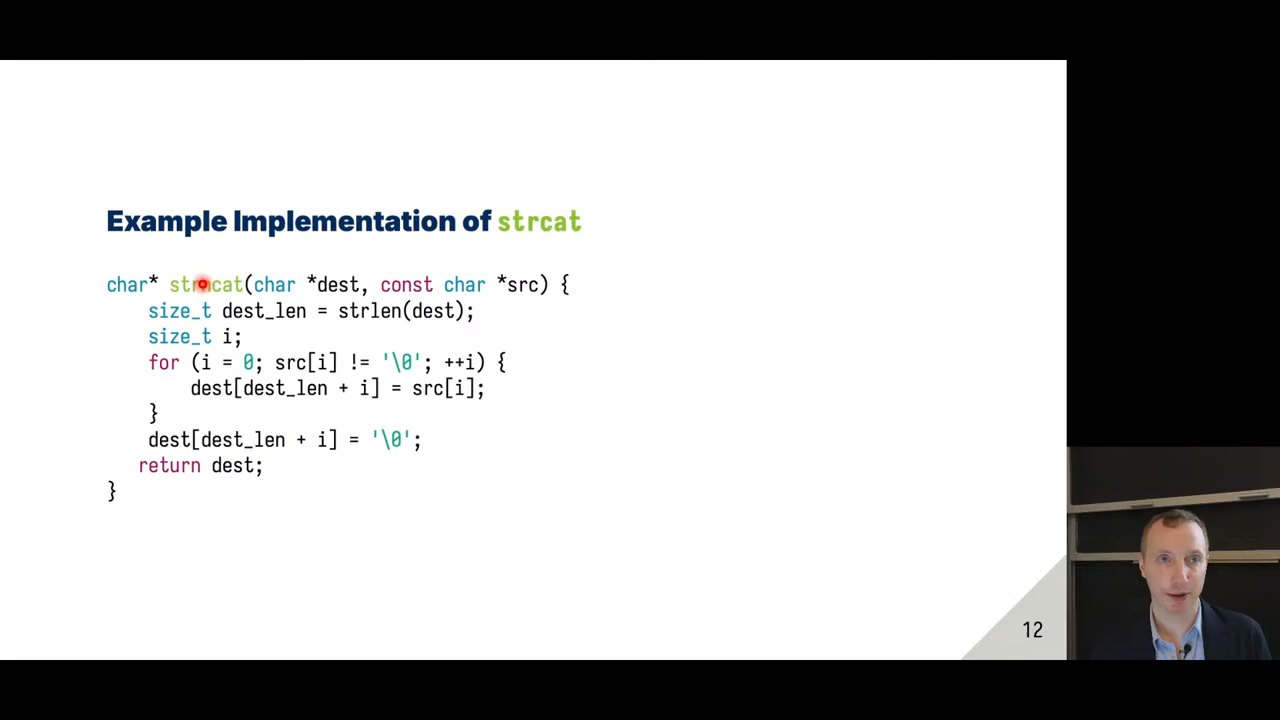 Example Implementation of strcat
char* strncat(char *dest, const char *src) {
size_t dest_len = strlen(dest);
size_t i;
for (i = 0; src[i] != '\0'; ++i) {
dest[dest_len + i] = src[i];
}
dest[dest_len + i] = '\0';
return dest;
}
12